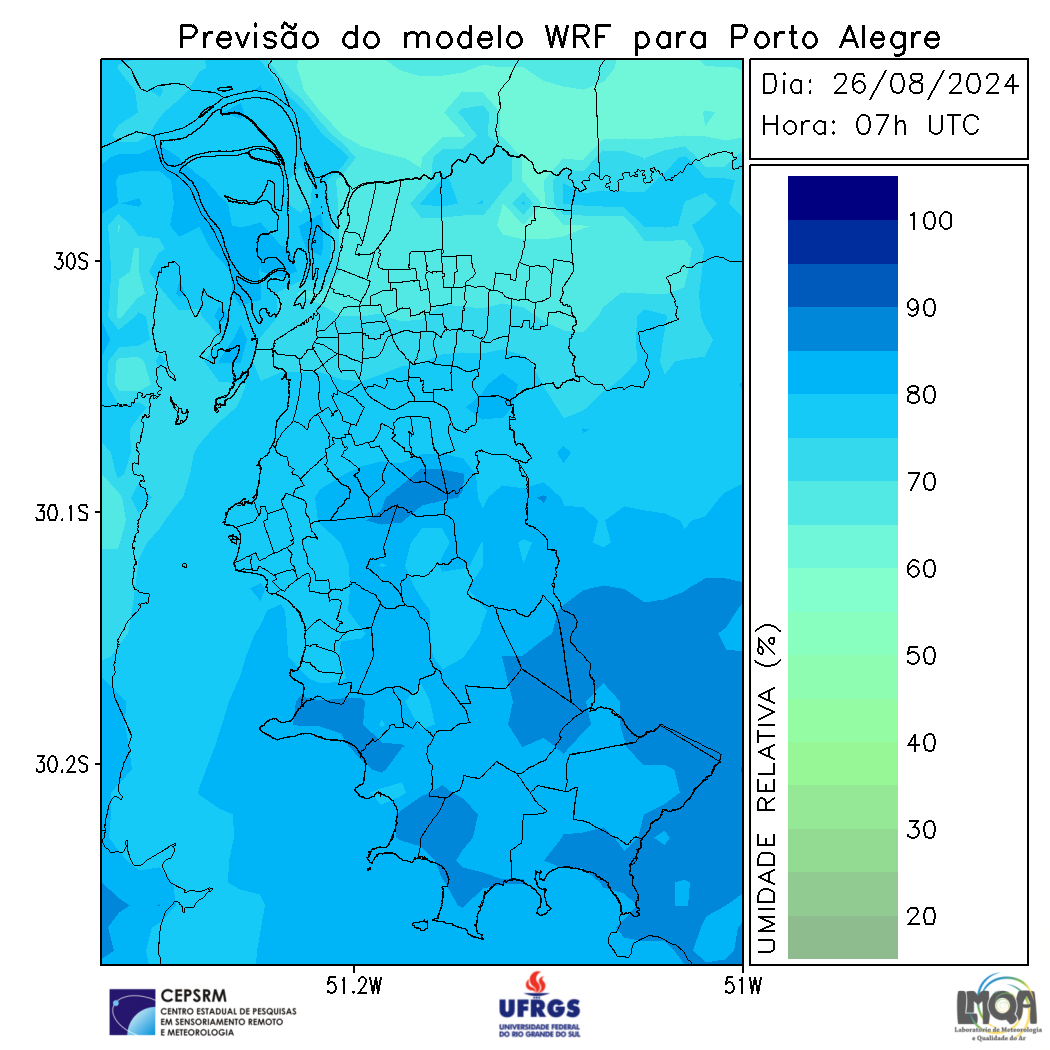 Previsão do modelo WRF para Porto Alegre
Dia: 26/08/2024
Hora: 07h UTC
100
90
80
70
60
50
40
30
20
UMIDADE RELATIVA (%)
30S
30.1S
30.2S
51.2W
51W
CEPSRM
CENTRO ESTADUAL DE PESQUISAS
EM SENSORIAMENTO REMOTO
E METEOROLOGIA
UFRGS
UNIVERSIDADE FEDERAL
DO RIO GRANDE DO SUL
LMQA
Laboratório de Meteorologia
e Qualidade do Ar